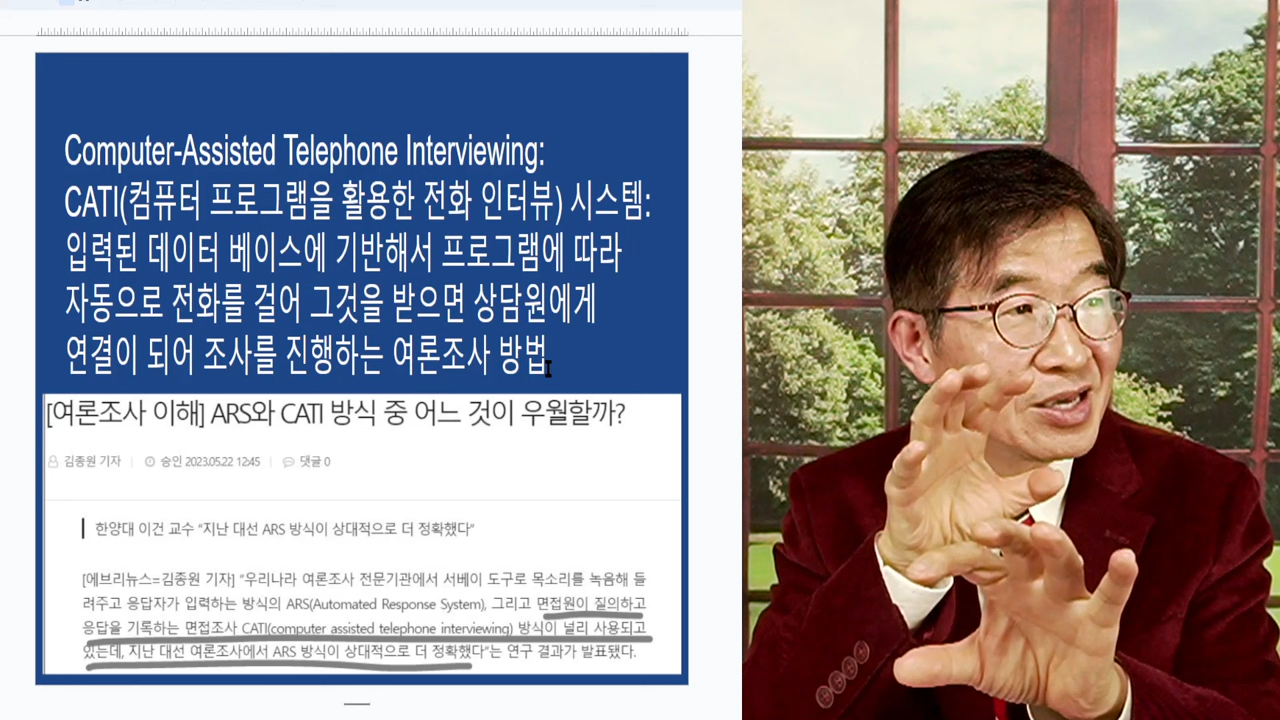 Computer-Assisted Telephone Interviewing:
CATI(컴퓨터 프로그램을 활용한 전화 인터뷰) 시스템:
입력된 데이터 베이스에 기반해서 프로그램에 따라
자동으로 전화를 걸어 그것을 받으면 상담원에게
연결이 되어 조사를 진행하는 여론조사 방법
[여론조사 이해] ARS와 CATI 방식 중 어느 것이 우월할까?
김종원 기자 | 승인 2023.05.22 12:45 | 댓글 0
한양대 이건 교수 “지난 대선 ARS 방식이 상대적으로 더 정확했다”
[에브리뉴스=김종원 기자] “우리나라 여론조사 전문기관에서 서베이 도구로 목소리를 녹음해 들
려주고 응답자가 입력하는 방식의 ARS(Automated Response System), 그리고 면접원이 질의하고
응답을 기록하는 면접조사 CATI(computer assisted telephone interviewing) 방식이 널리 사용되고
있는데, 지난 대선 여론조사에서 ARS 방식이 상대적으로 더 정확했다”는 연구 결과가 발표됐다.